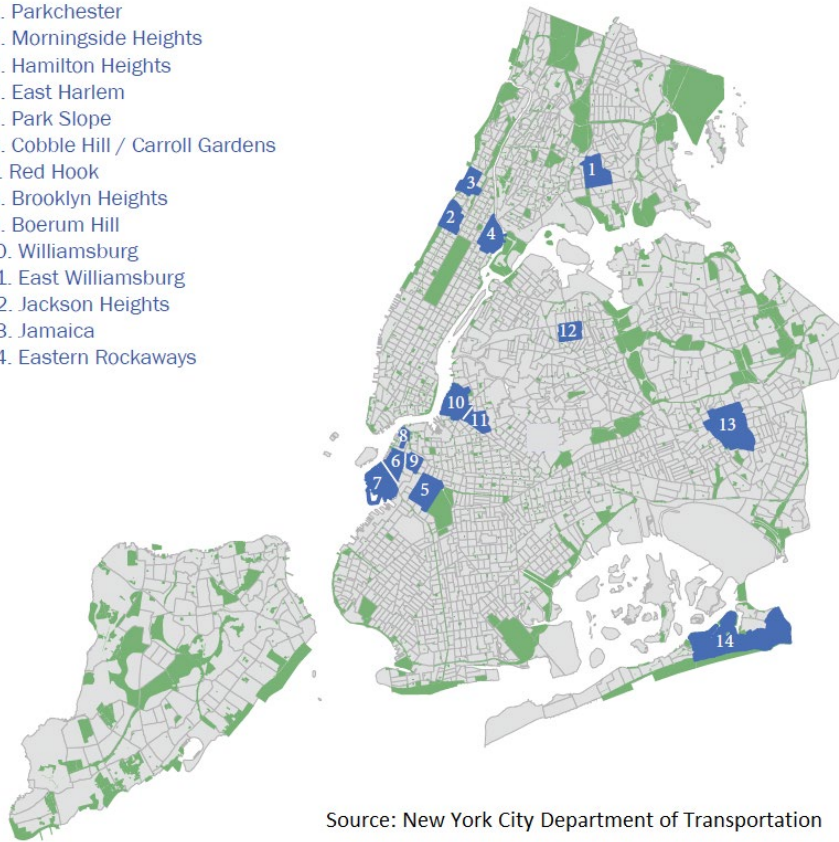 . Parkchester
. Morningside Heights
. Hamilton Heights
. East Harlem
. Park Slope
. Cobble Hill / Carroll Gardens
. Red Hook
. Brooklyn Heights
. Boerum Hill
0. Williamsburg
1. East Williamsburg
2. Jackson Heights
3. Jamaica
4. Eastern Rockaways
1
3
2
4
12
10
11
13
8
6
9
7
5
14
Source: New York City Department of Transportation